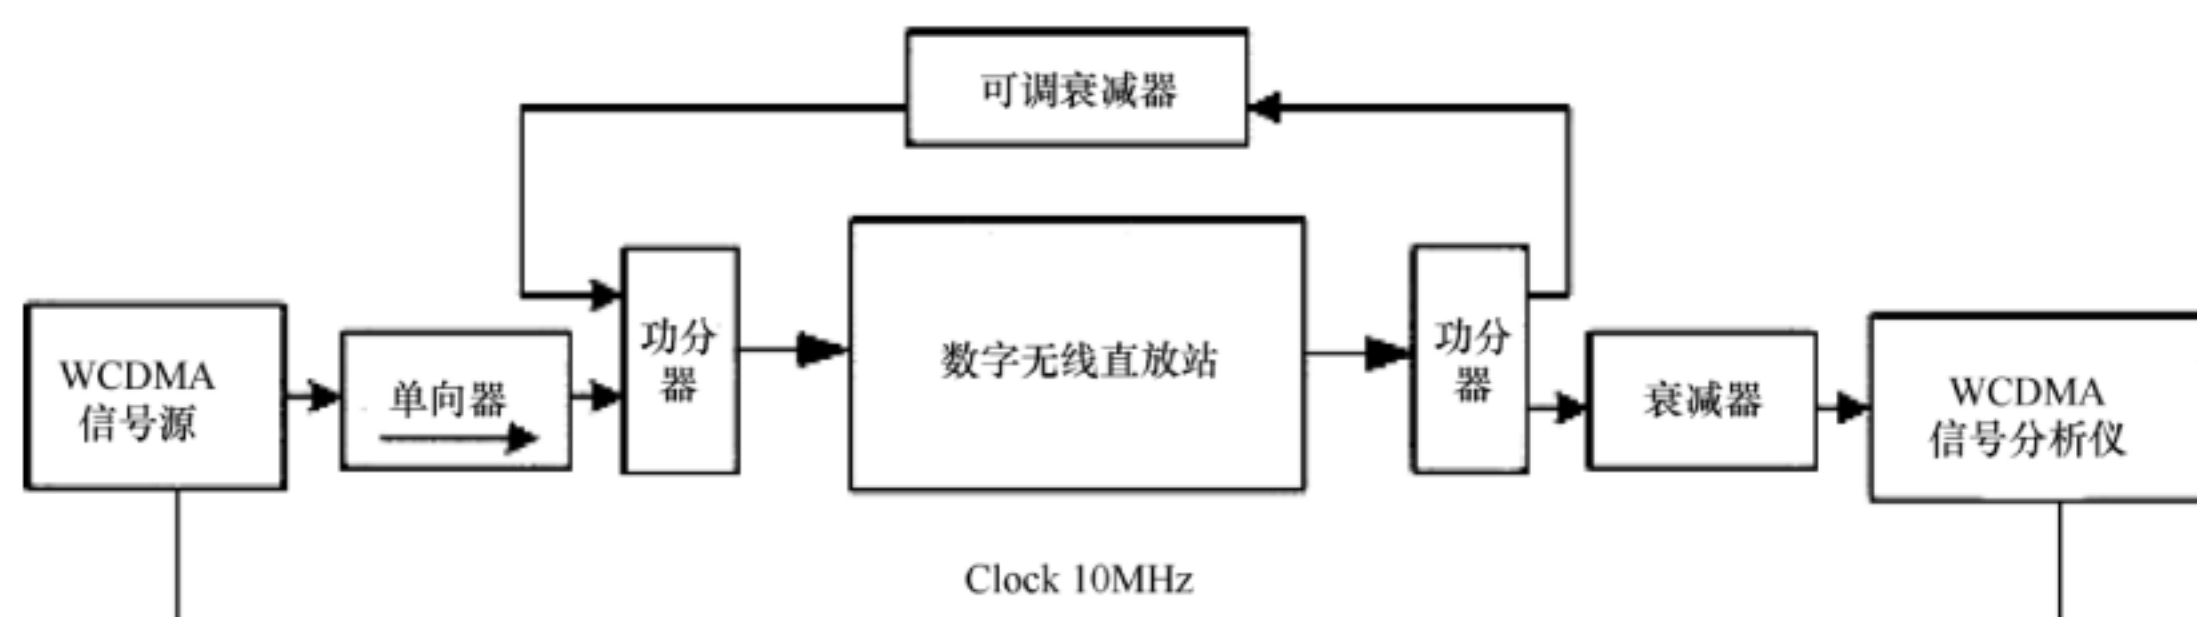 可调衰减器
WCDMA
信号源
单向器
功分
器
数字无线直放站
功分
器
衰减器
WCDMA
信号分析仪
Clock 10MHz